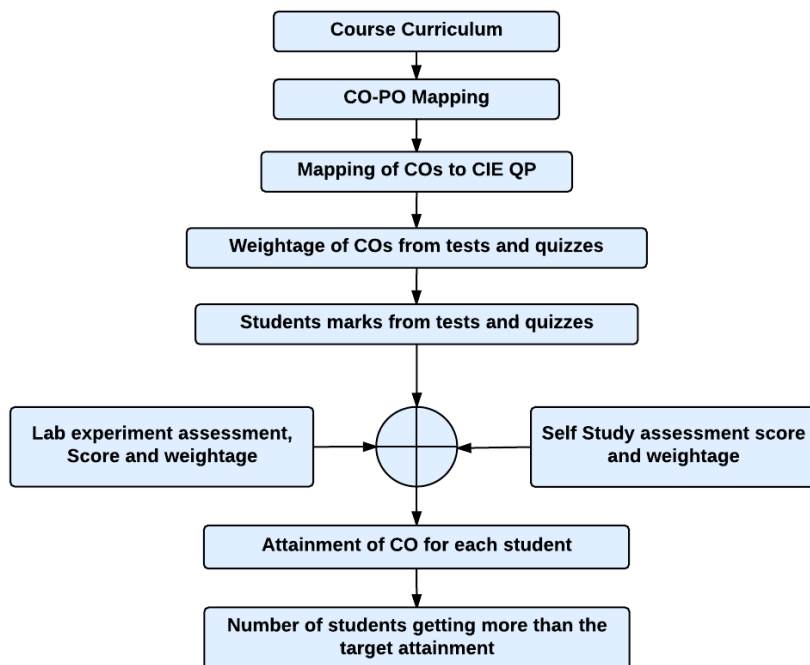 Course Curriculum
CO-PO Mapping
Mapping of COs to CIE QP
Weightage of COs from tests and quizzes
Students marks from tests and quizzes
Lab experiment assessment,
Score and weightage
Self Study assessment score
and weightage
Attainment of CO for each student
Number of students getting more than the
target attainment